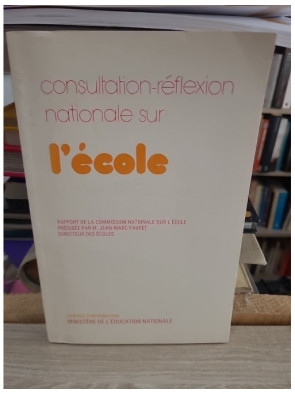 consultation-réflexion
nationale sur
l'école
RAPPORT DE LA COMMISSION NATIONALE SUR L'ÉCOLE
PRÉSIDÉE PAR M. JEAN-MARC FAVRET
DIRECTEUR DES ÉCOLES
MINISTÈRE DE L'ÉDUCATION NATIONALE